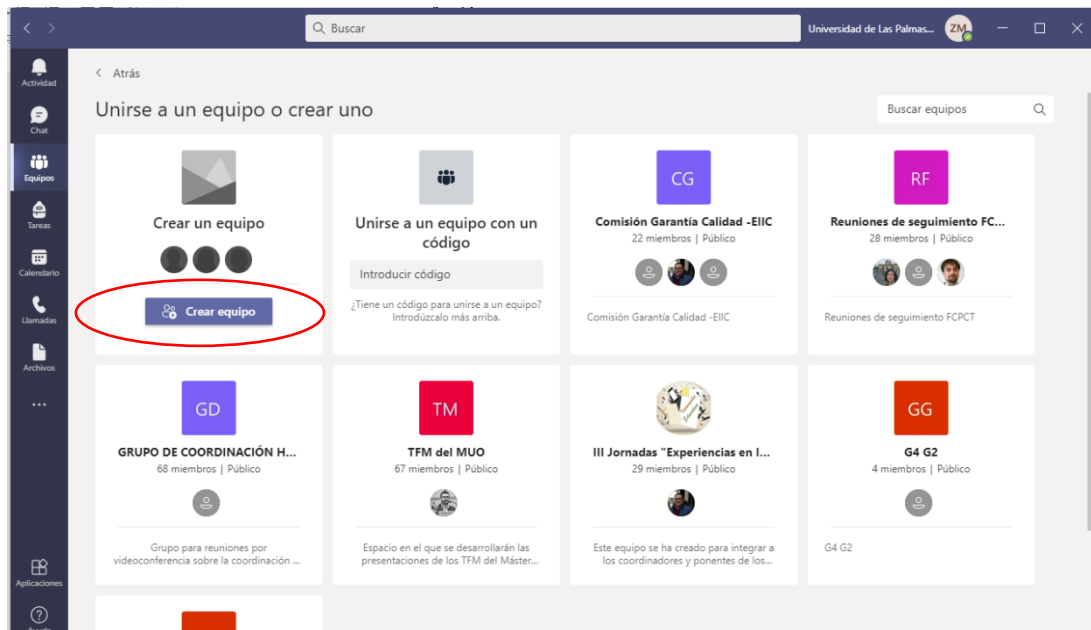 Buscar
Universidad de Las Palmas...
ZM
Actividad
Chat
Equipos
Tareas
Calendario
Llamadas
Archivos
...
Aplicaciones
Atrás
Unirse a un equipo o crear uno
Buscar equipos
Crear un equipo
Crear equipo
Unirse a un equipo con un
código
Introducir código
¿Tiene un código para unirse a un equipo?
Introdúzcalo más arriba.
CG
Comisión Garantía Calidad -EIIC
22 miembros | Público
Comisión Garantía Calidad -EIIC
RF
Reuniones de seguimiento FC...
28 miembros | Público
Reuniones de seguimiento FCPCT
GD
GRUPO DE COORDINACIÓN H...
68 miembros | Público
Grupo para reuniones por
videoconferencia sobre la coordinación ...
TM
TFM del MUO
67 miembros | Público
Espacio en el que se desarrollarán las
presentaciones de los TFM del Máster...
III Jornadas "Experiencias en I...
29 miembros | Público
Este equipo se ha creado para integrar a
los coordinadores y ponentes de los...
GG
G4 G2
4 miembros | Público
G4 G2